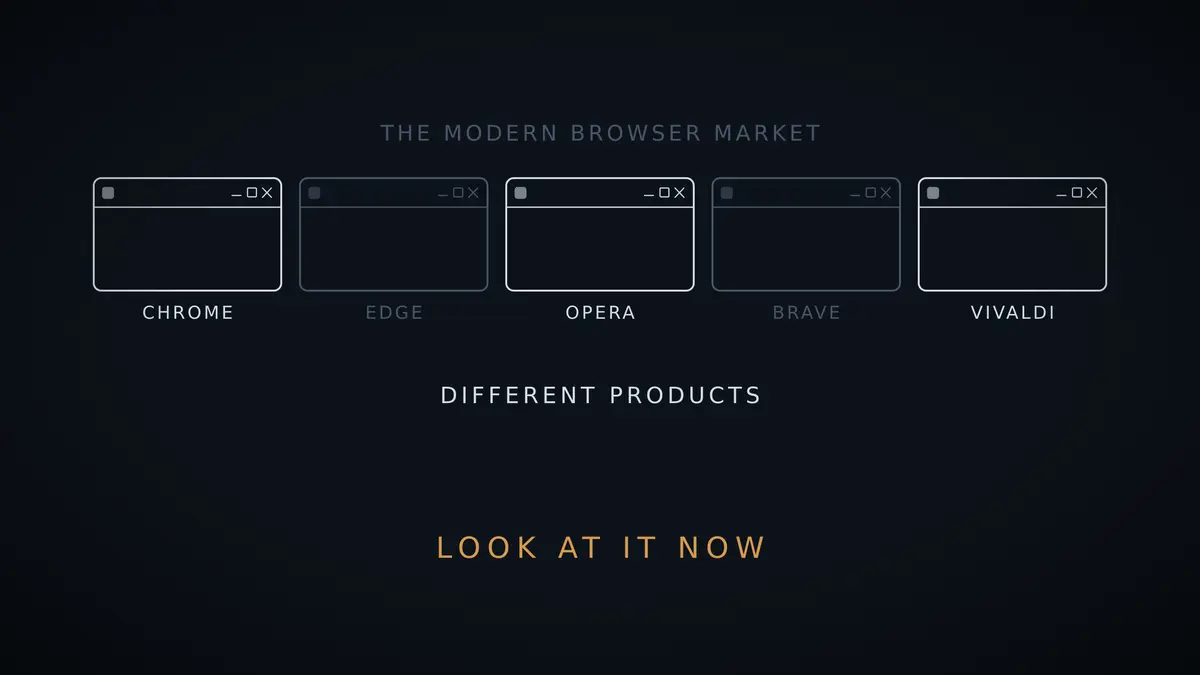 THE MODERN BROWSER MARKET
CHROME EDGE OPERA BRAVE VIVALDI
DIFFERENT PRODUCTS
LOOK AT IT NOW